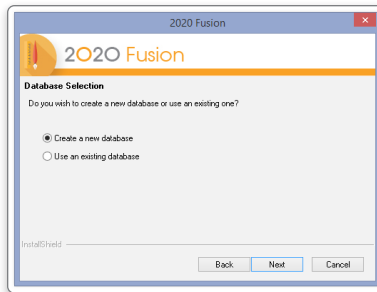 2020 Fusion
2020 Fusion
Database Selection
Do you wish to create a new database or use an existing one?
Create a new database
Use an existing database
InstallShield
Back Next Cancel